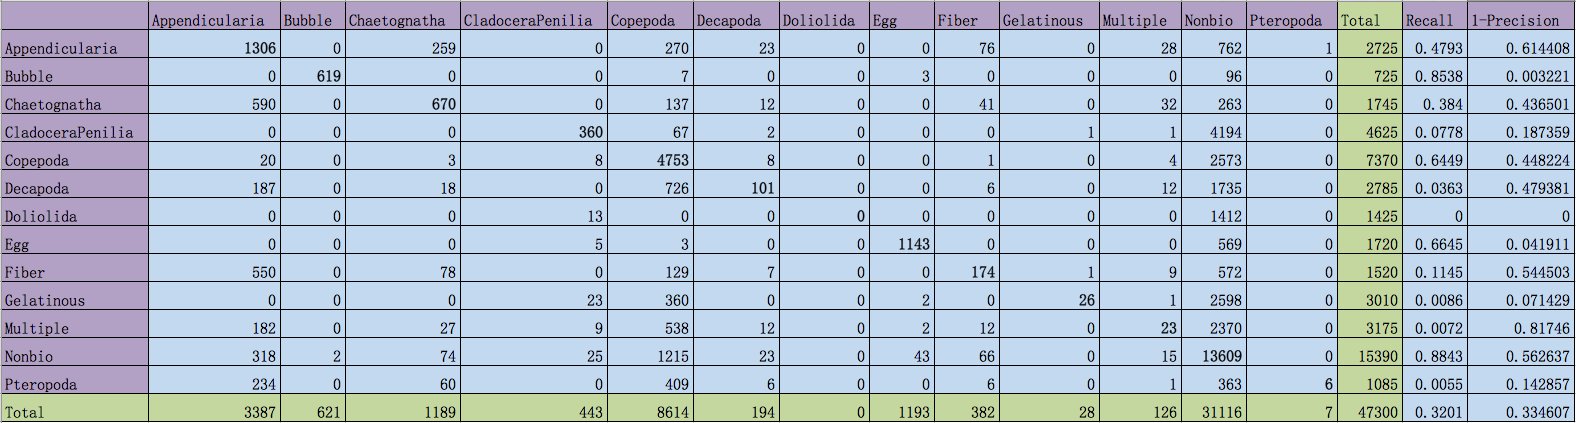 Appendicularia Bubble Chaetognatha CladoceraPenilia Copepoda Decapoda Doliolida Egg Fiber Gelatinous Multiple Nonbio Pteropoda Total Recall 1-Precision
Appendicularia 1306 0 259 0 270 23 0 0 76 0 28 762 1 2725 0.4793 0.614408
Bubble 0 619 0 0 7 0 0 3 0 0 0 96 0 725 0.8538 0.003221
Chaetognatha 590 0 670 0 137 12 0 0 41 0 32 263 0 1745 0.384 0.436501
CladoceraPenilia 0 0 0 360 67 2 0 0 0 1 1 4194 0 4625 0.0778 0.187359
Copepoda 20 0 3 8 4753 8 0 0 1 0 4 2573 0 7370 0.6449 0.448224
Decapoda 187 0 18 0 726 101 0 0 6 0 12 1735 0 2785 0.0363 0.479381
Doliolida 0 0 0 13 0 0 0 0 0 0 0 1412 0 1425 0 0
Egg 0 0 0 5 3 0 0 1143 0 0 0 569 0 1720 0.6645 0.041911
Fiber 550 0 78 0 129 7 0 0 174 1 9 572 0 1520 0.1145 0.544503
Gelatinous 0 0 0 23 360 0 0 2 0 26 1 2598 0 3010 0.0086 0.071429
Multiple 182 0 27 9 538 12 0 2 12 0 23 2370 0 3175 0.0072 0.81746
Nonbio 318 2 74 25 1215 23 0 43 66 0 15 13609 0 15390 0.8843 0.562637
Pteropoda 234 0 60 0 409 6 0 0 6 0 1 363 6 1085 0.0055 0.142857
Total 3387 621 1189 443 8614 194 0 1193 382 28 126 31116 7 47300 0.3201 0.334607